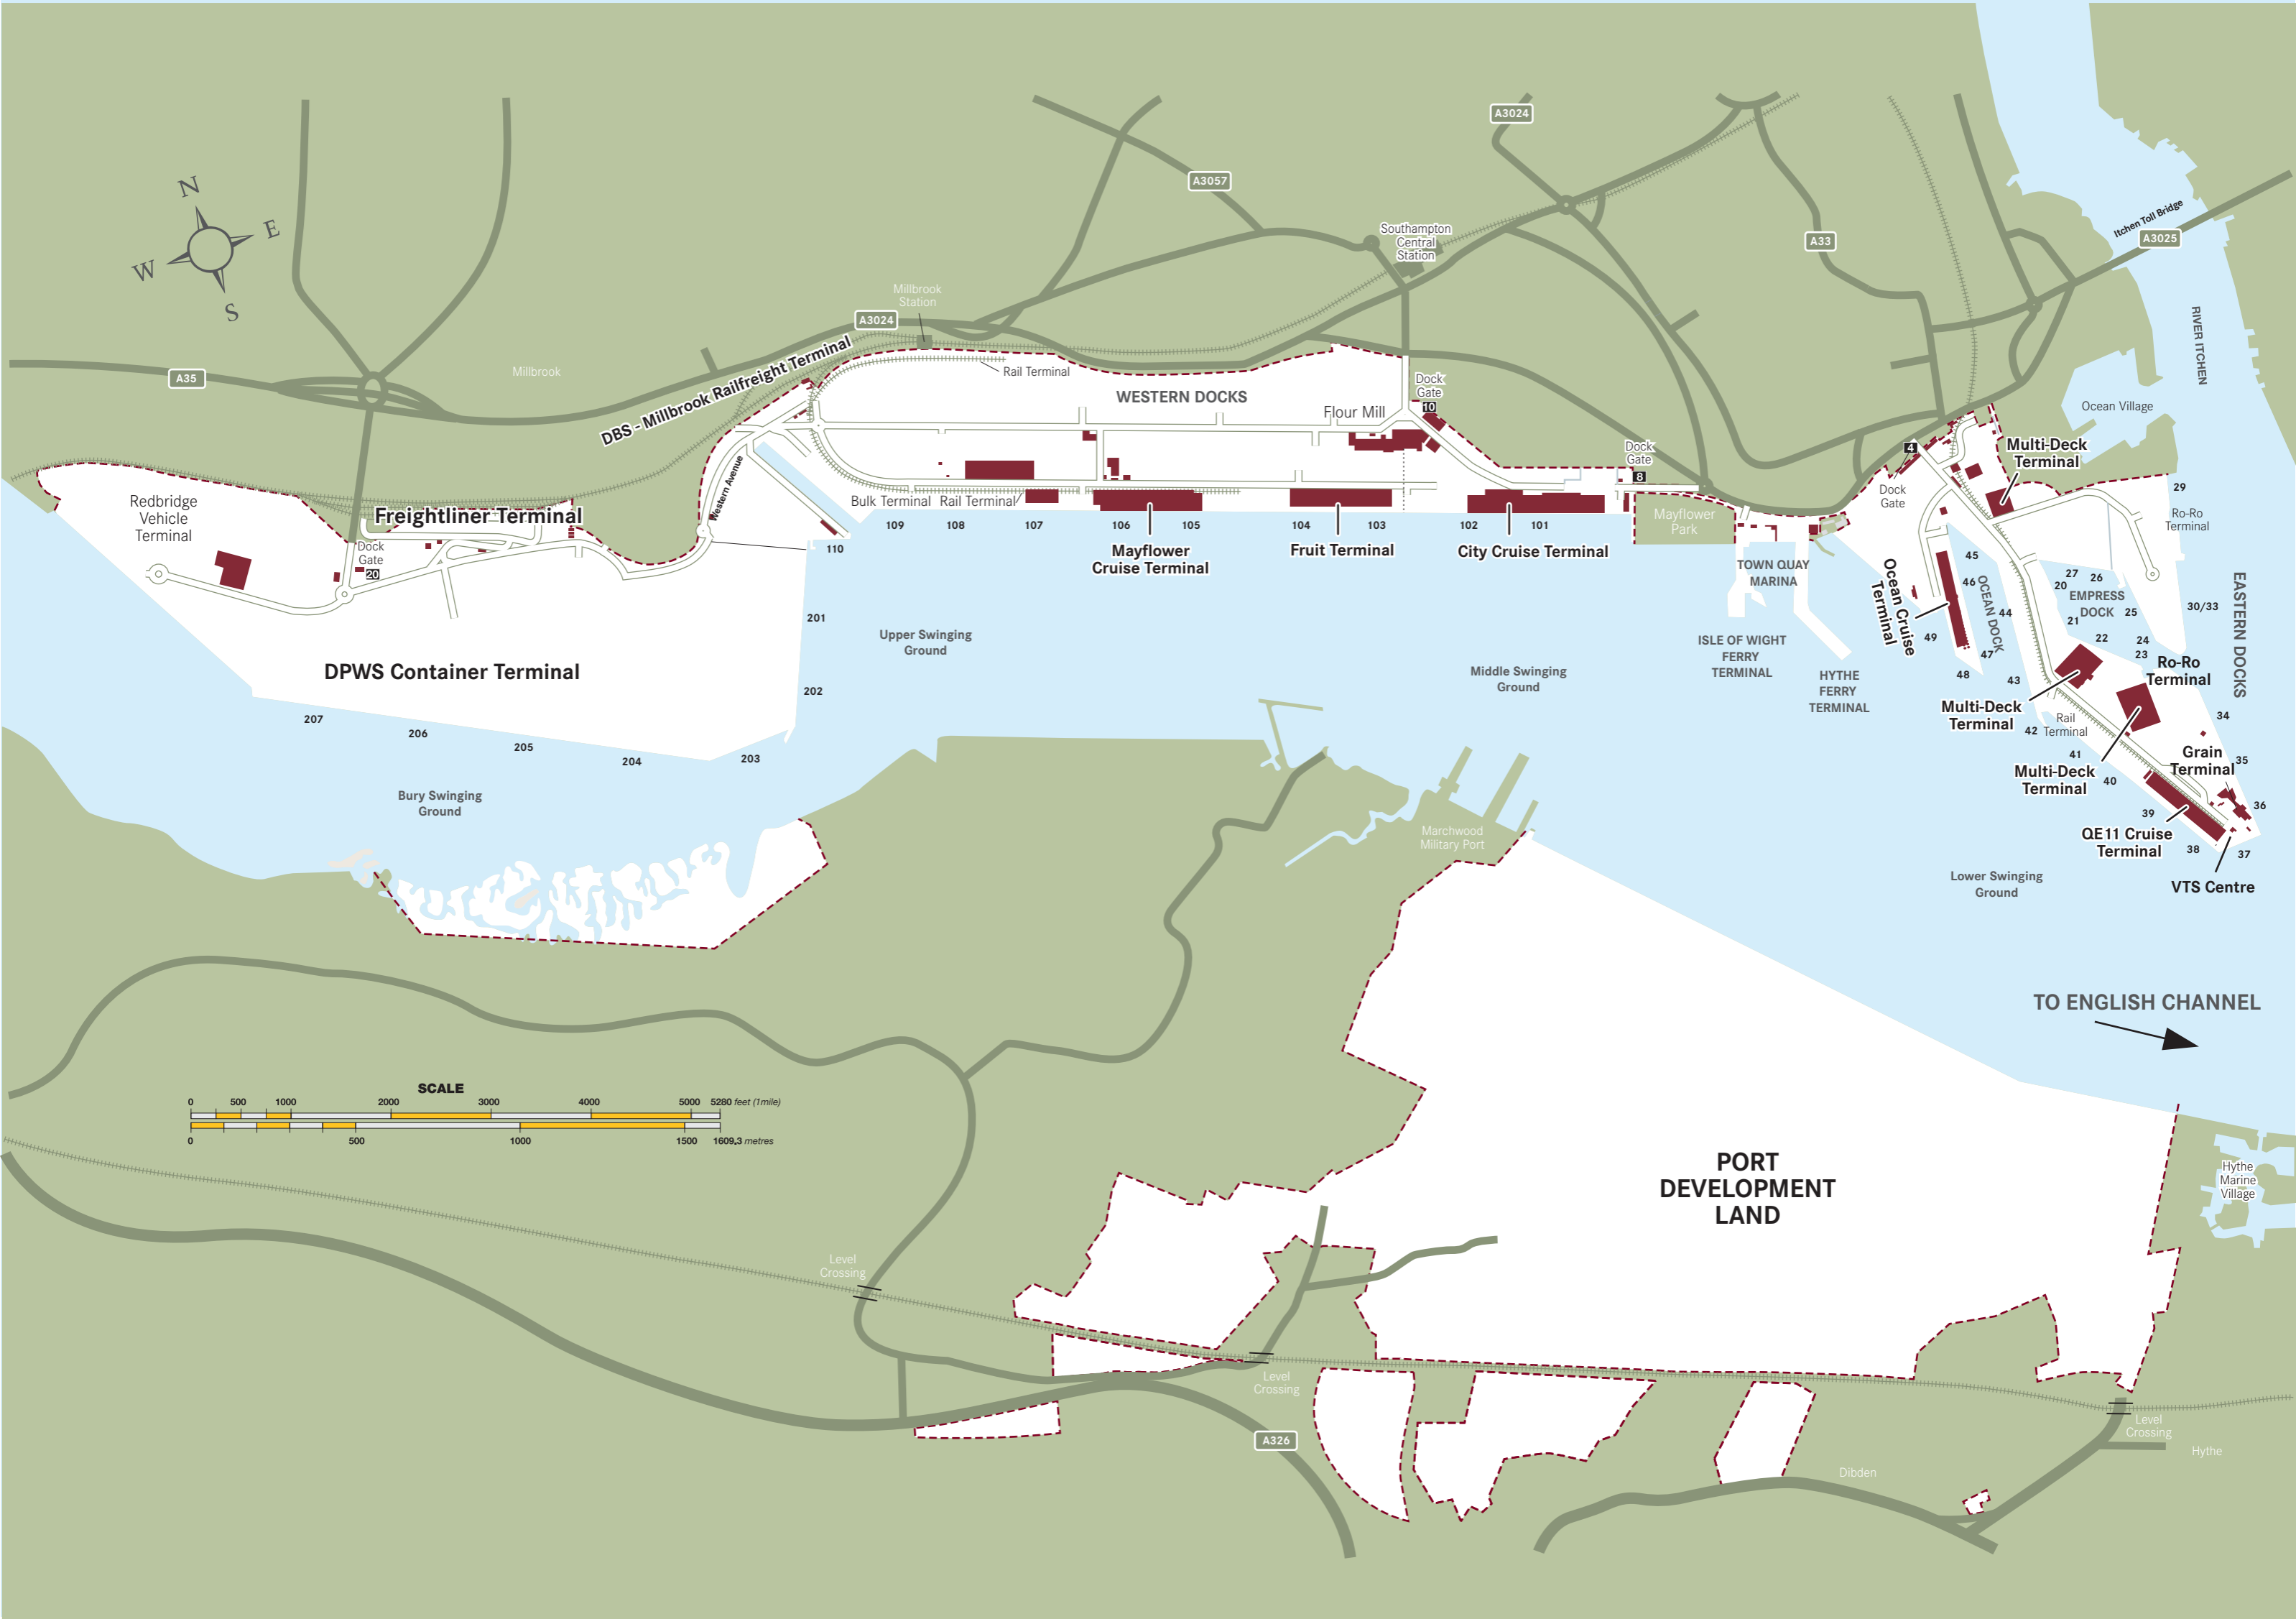 N
E
W
S
A3024
A3057
A33
Southampton
Central
Station
Itchen Toll Bridge
A3025
RIVER ITCHEN
Millbrook
Station
A3024
A35
Millbrook
DBS - Millbrook Railfreight Terminal
Rail Terminal
WESTERN DOCKS
Flour Mill
Dock
Gate
10
Ocean Village
Dock
Gate
8
4
Dock
Gate
Multi-Deck
Terminal
29
Ro-Ro
Terminal
Redbridge
Vehicle
Terminal
Freightliner Terminal
Dock
Gate
20
Western Avenue
Bulk Terminal
Rail Terminal
110
109
108
107
106
105
104
103
102
101
Mayflower
Cruise Terminal
Fruit Terminal
City Cruise Terminal
Mayflower
Park
TOWN QUAY
MARINA
ISLE OF WIGHT
FERRY
TERMINAL
HYTHE
FERRY
TERMINAL
Ocean Cruise
Terminal
45
46
OCEAN DOCK
44
49
47
48
43
27
26
20
EMPRESS
DOCK
25
21
22
24
23
30/33
EASTERN DOCKS
Ro-Ro
Terminal
Multi-Deck
Terminal
42
Rail
Terminal
34
41
Multi-Deck
Terminal
40
Grain
Terminal
35
36
39
QE11 Cruise
Terminal
38
37
VTS Centre
DPWS Container Terminal
201
202
203
204
205
206
207
Upper Swinging
Ground
Middle Swinging
Ground
Bury Swinging
Ground
Lower Swinging
Ground
Marchwood
Military Port
TO ENGLISH CHANNEL
SCALE
0 500 1000 2000 3000 4000 5000 5280 feet (1mile)
0 500 1000 1500 1609.3 metres
PORT
DEVELOPMENT
LAND
Hythe
Marine
Village
Level
Crossing
Level
Crossing
A326
Level
Crossing
Hythe
Dibden